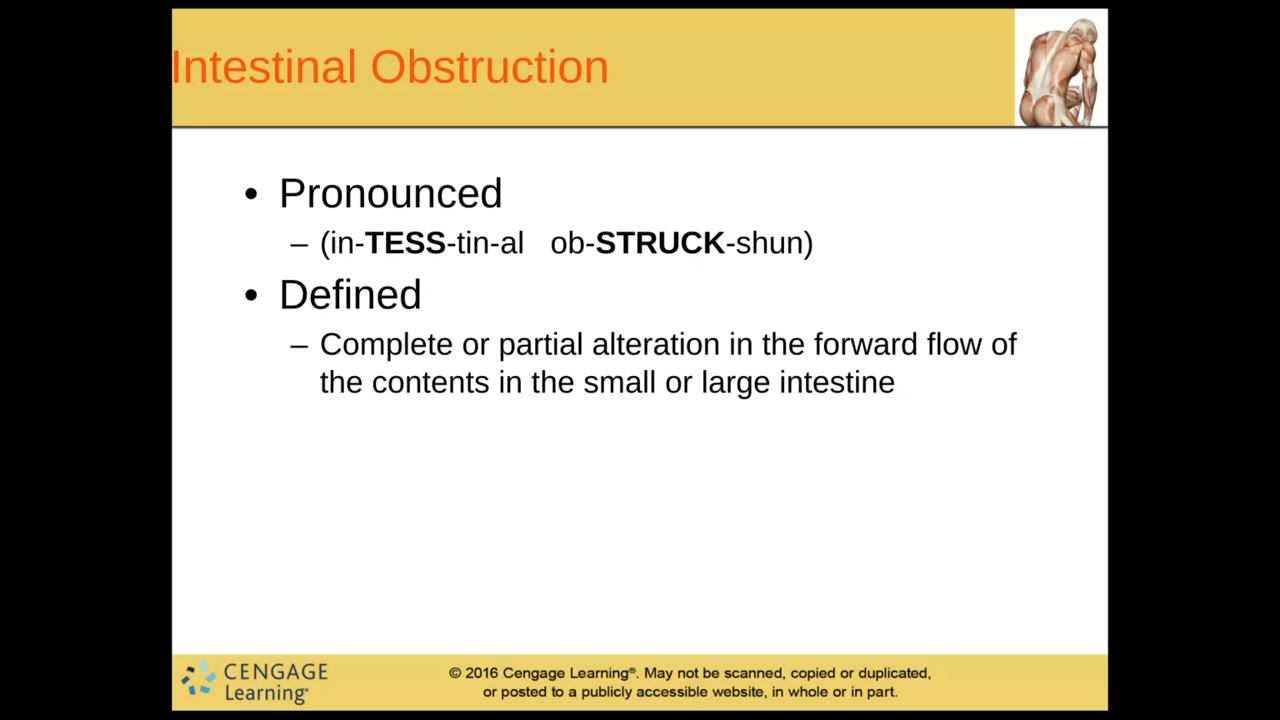 Intestinal Obstruction
• Pronounced
– (in-TESS-tin-al ob-STRUCK-shun)
• Defined
– Complete or partial alteration in the forward flow of
the contents in the small or large intestine
CENGAGE
Learning®
© 2016 Cengage Learning®. May not be scanned, copied or duplicated,
or posted to a publicly accessible website, in whole or in part.